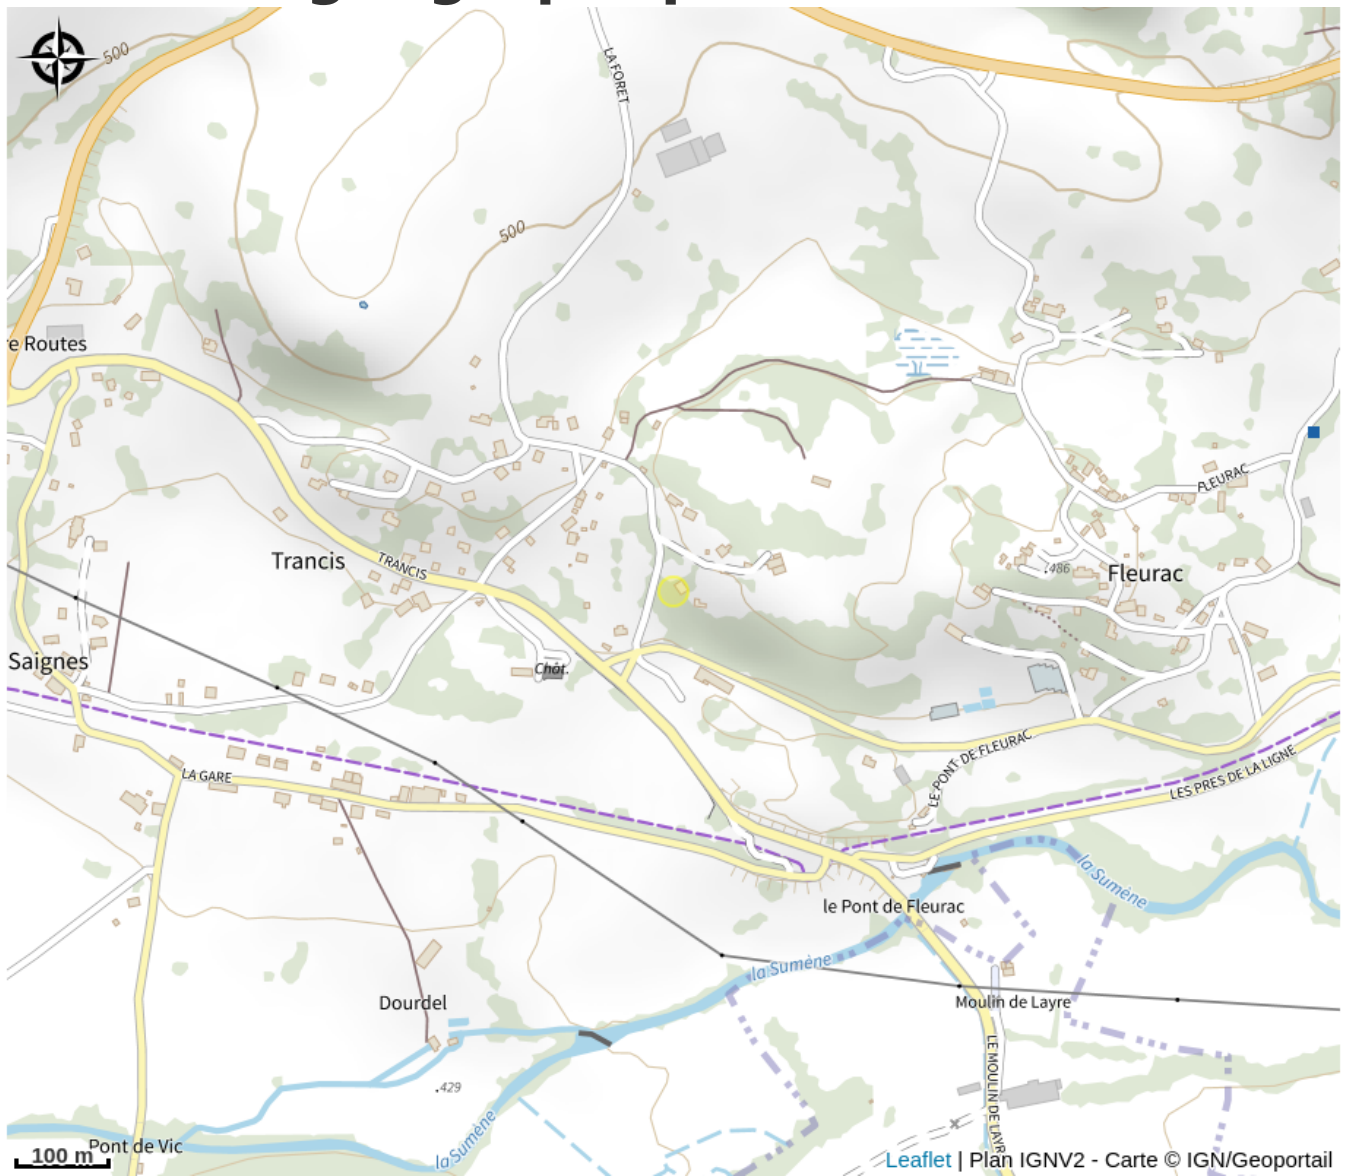 500
LA FORET
500
e Routes
FLEURAC
Trancis
TRANCIS
486
Fleurac
Saignes
Chât.
LE PONT DE FLEURAC
LA GARE
LES PRES DE LA LIGNE
la Sumène
le Pont de Fleurac
la Sumène
Dourdel
Moulin de Layre
LE MOULIN DE LAYR
429
la Sumène
Pont de Vic
100 m
Leaflet | Plan IGNV2 - Carte © IGN/Geoportail